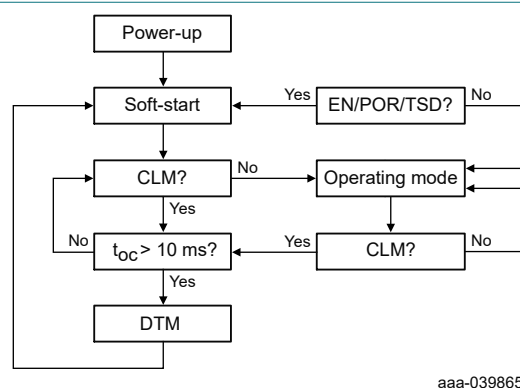 Power-up
Soft-start
Yes
EN/POR/TSD?
No
CLM?
No
Operating mode
Yes
No
tOC> 10 ms?
Yes
CLM?
No
Yes
DTM
aaa-039865